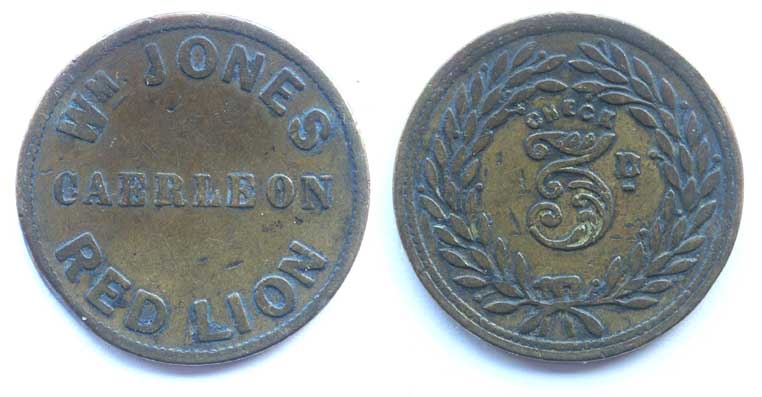 Wm JONES
CAERLEON
RED LION
CHECK
3 D